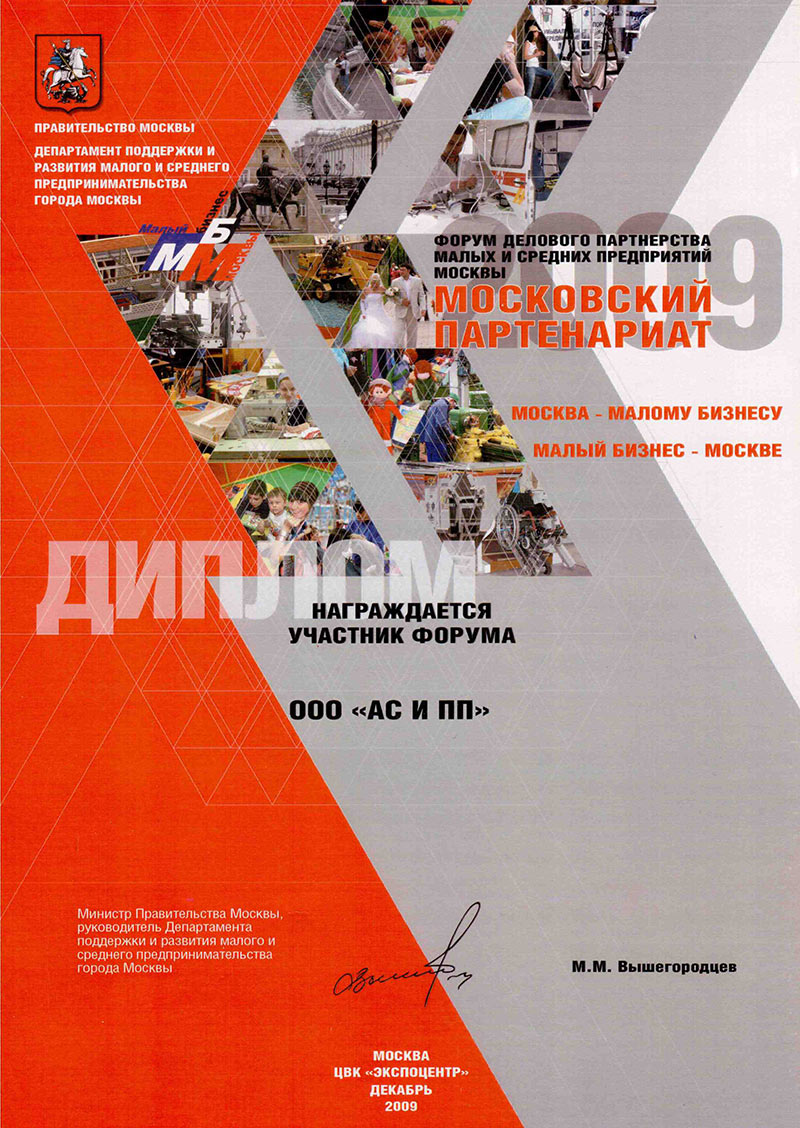 ПРАВИТЕЛЬСТВО МОСКВЫ
ДЕПАРТАМЕНТ ПОДДЕРЖКИ И
РАЗВИТИЯ МАЛОГО И СРЕДНЕГО
ПРЕДПРИНИМАТЕЛЬСТВА
ГОРОДА МОСКВЫ
Малый бизнес Москвы
ММБ
2009
ФОРУМ ДЕЛОВОГО ПАРТНЕРСТВА
МАЛЫХ И СРЕДНИХ ПРЕДПРИЯТИЙ
МОСКВЫ
МОСКОВСКИЙ
ПАРТЕНАРИАТ
МОСКВА - МАЛОМУ БИЗНЕСУ
МАЛЫЙ БИЗНЕС - МОСКВЕ
ДИПЛОМ
НАГРАЖДАЕТСЯ
УЧАСТНИК ФОРУМА
ООО «АС И ПП»
Министр Правительства Москвы,
руководитель Департамента
поддержки и развития малого и
среднего предпринимательства
города Москвы
М.М. Вышегородцев
МОСКВА
ЦВК «ЭКСПОЦЕНТР»
ДЕКАБРЬ
2009